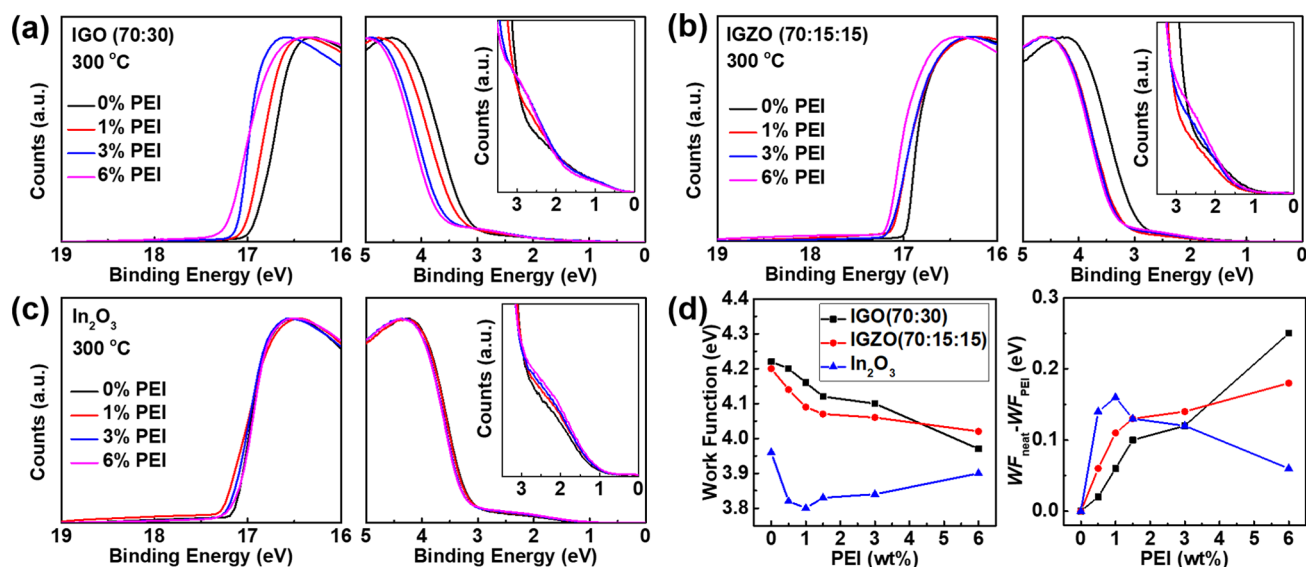 (a)
IGO (70:30)
300 °C
0% PEI
1% PEI
3% PEI
6% PEI
Counts (a.u.)
19 18 17 16
Binding Energy (eV)
Counts (a.u.)
3 2 1 0
5 4 3 2 1 0
Binding Energy (eV)
(b)
IGZO (70:15:15)
300 °C
0% PEI
1% PEI
3% PEI
6% PEI
Counts (a.u.)
19 18 17 16
Binding Energy (eV)
Counts (a.u.)
3 2 1 0
5 4 3 2 1 0
Binding Energy (eV)
(c)
In2O3
300 °C
0% PEI
1% PEI
3% PEI
6% PEI
Counts (a.u.)
19 18 17 16
Binding Energy (eV)
Counts (a.u.)
3 2 1 0
5 4 3 2 1 0
Binding Energy (eV)
(d)
IGO(70:30)
IGZO(70:15:15)
In2O3
Work Function (eV)
4.4
4.3
4.2
4.1
4.0
3.9
3.8
0 1 2 3 4 5 6
PEI (wt%)
WFneat-WFPEI (eV)
0.3
0.2
0.1
0.0
0 1 2 3 4 5 6
PEI (wt%)